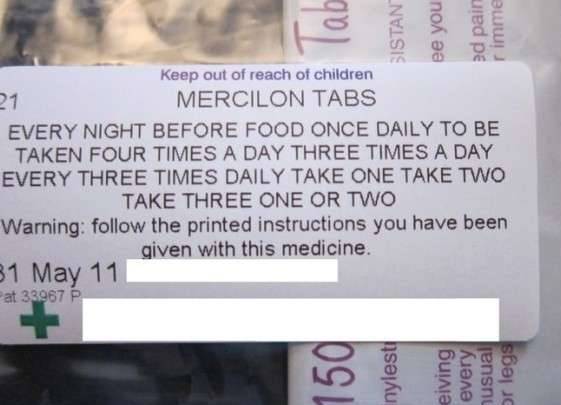 Keep out of reach of children
21 MERCILON TABS
EVERY NIGHT BEFORE FOOD ONCE DAILY TO BE
TAKEN FOUR TIMES A DAY THREE TIMES A DAY
EVERY THREE TIMES DAILY TAKE ONE TAKE TWO
TAKE THREE ONE OR TWO
Warning: follow the printed instructions you have been
given with this medicine.
31 May 11
Pat 33967 P
Tab
SISTANT
ee you
ed pain
r imme
150
nylest
eiving
every
usual
or legs